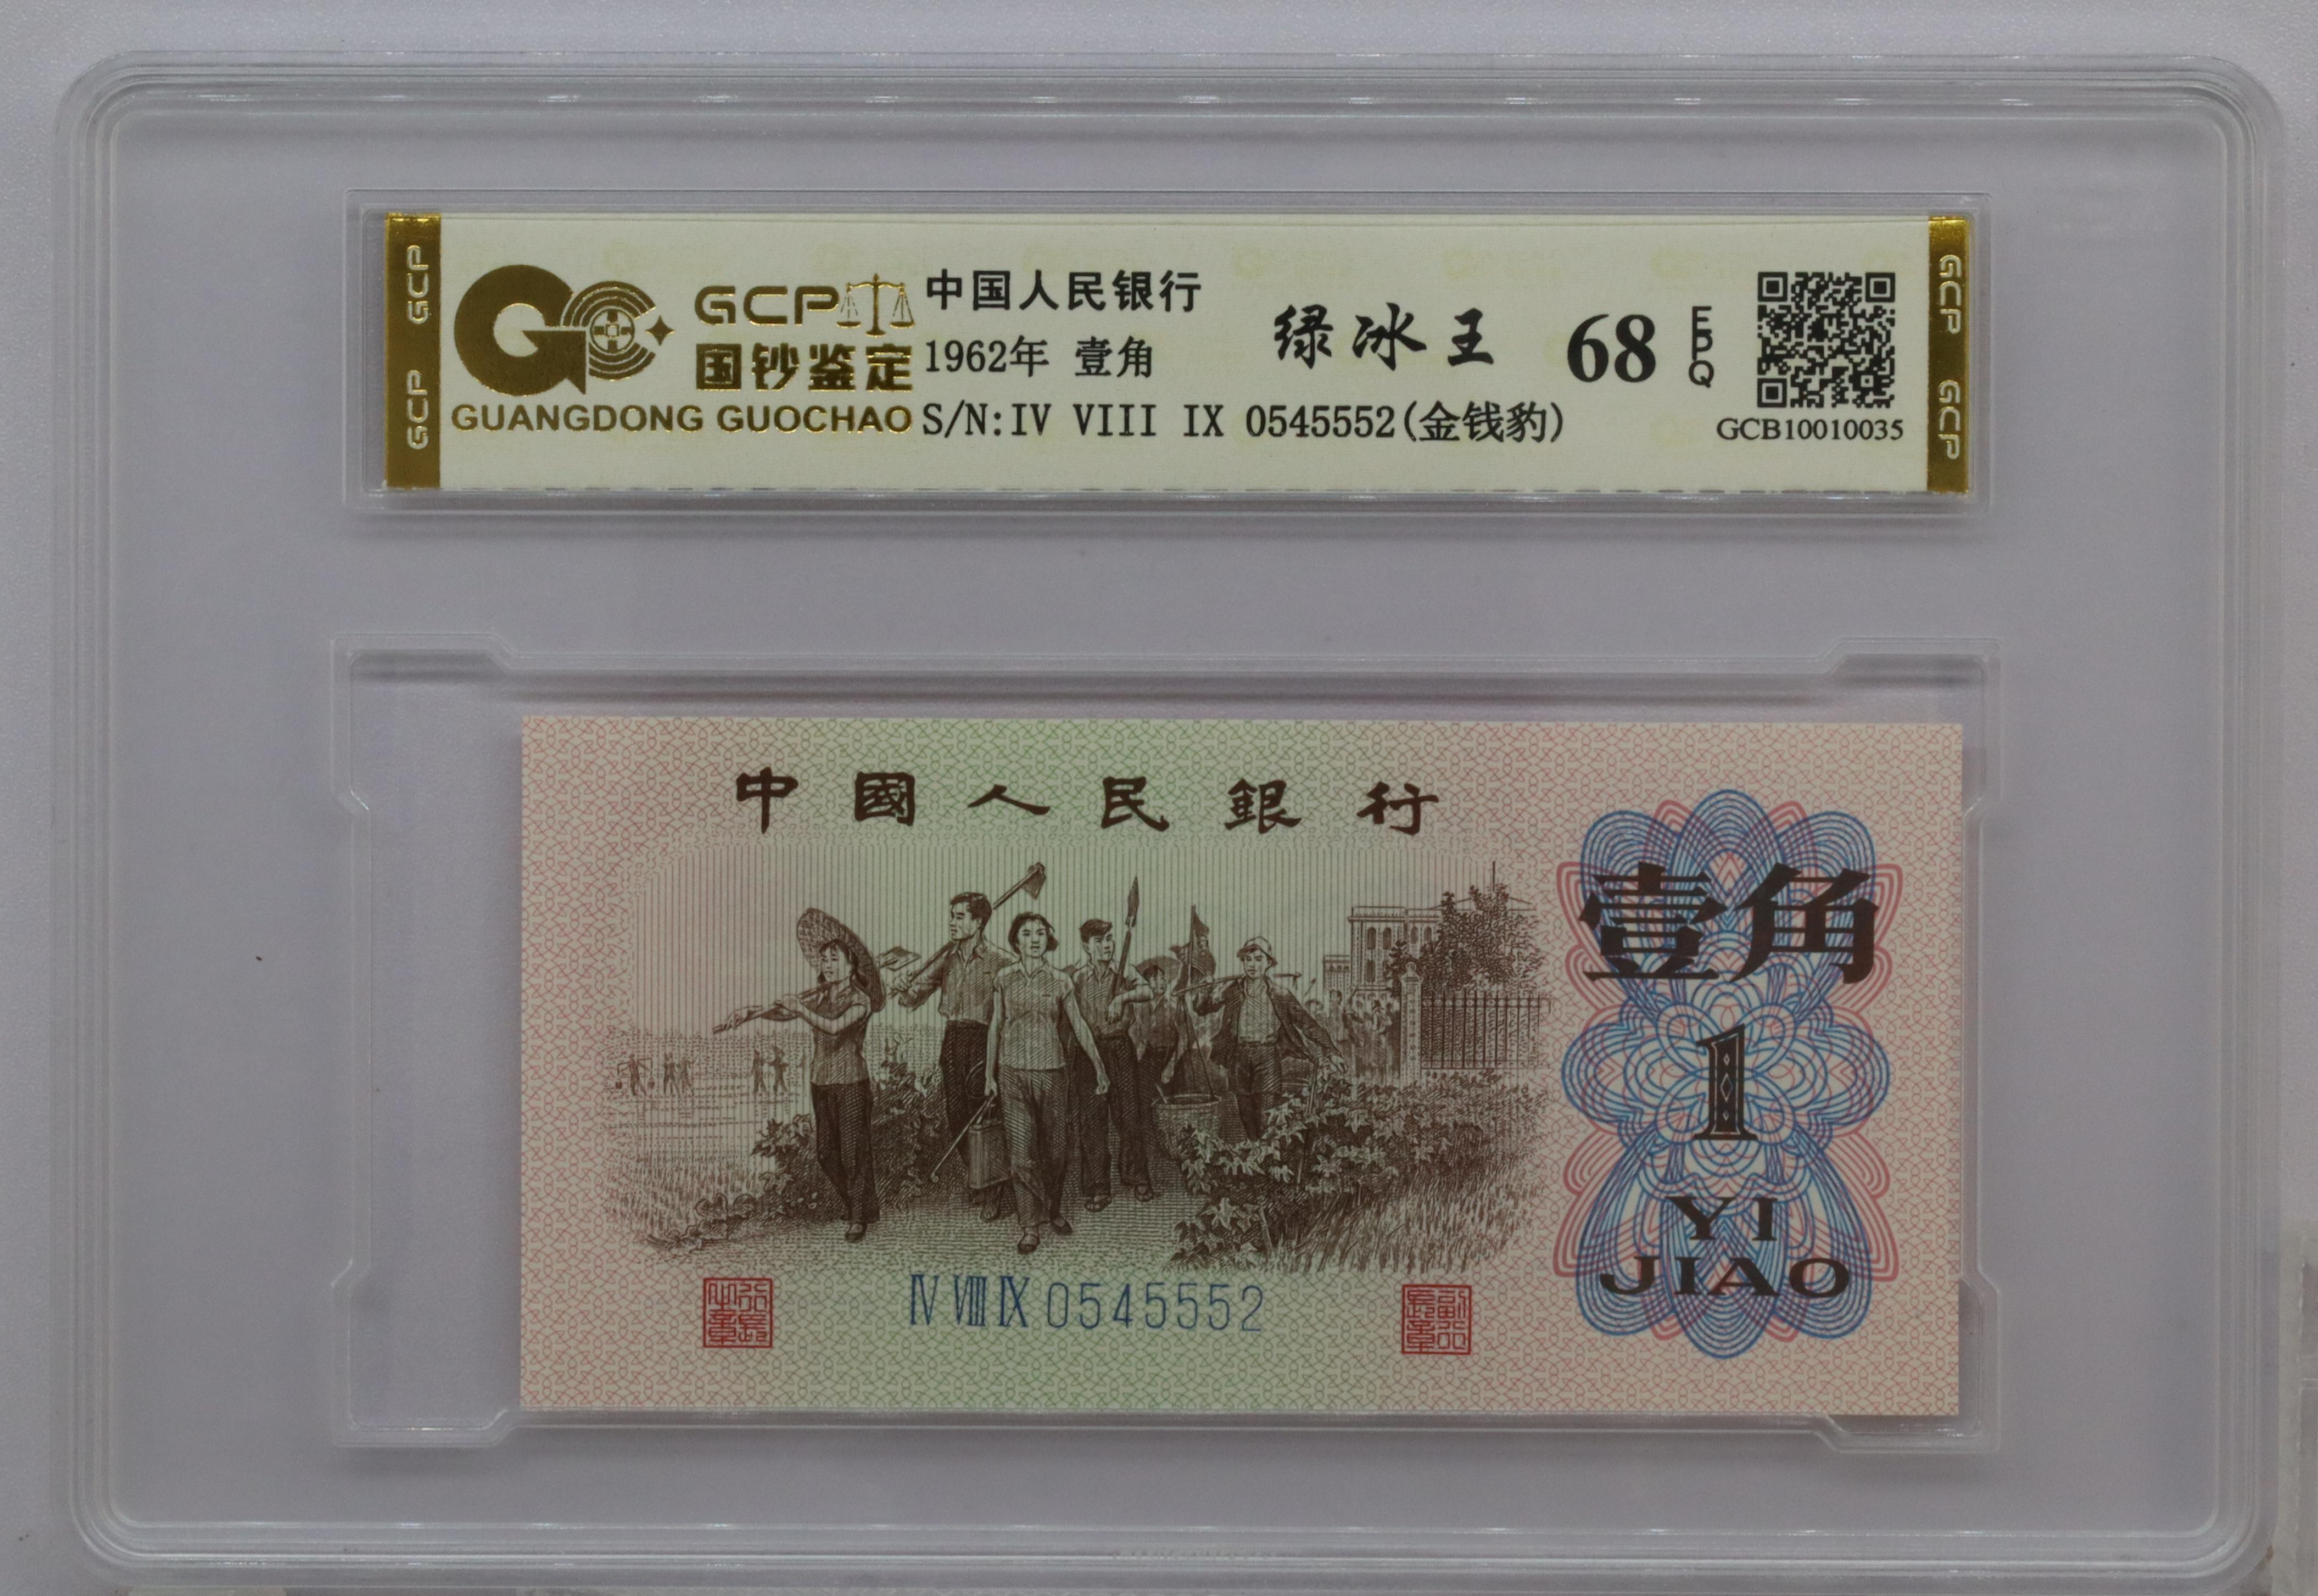 GCP GCP
GCP
国钞鉴定
GUANGDONG GUOCHAO
中国人民银行
1962年 壹角
S/N:IV VIII IX 0545552(金钱豹)
绿冰王
68
EPQ
GCB10010035
GCP GCP
中國人民銀行
壹角
1
YI
JIAO
IV VIII IX 0545552